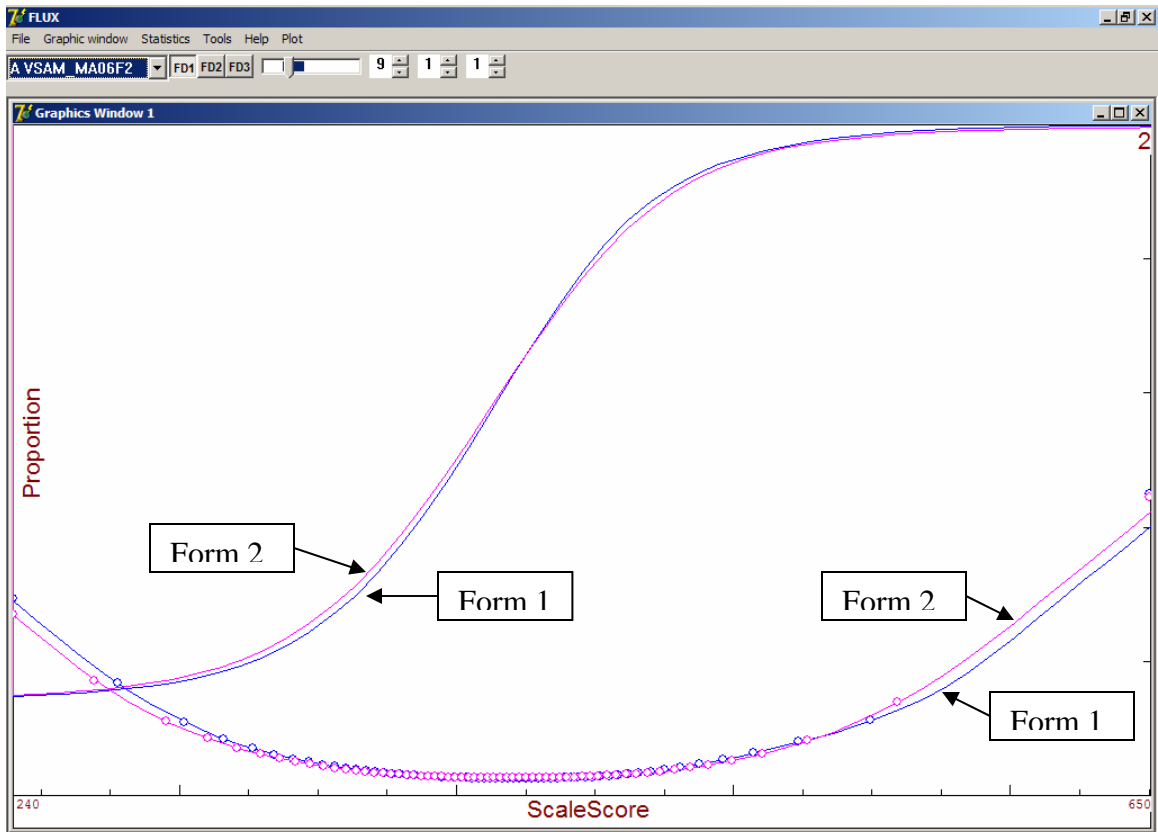 FLUX
File Graphic window Statistics Tools Help Plot
A VSAM_MA06F2 FD1 FD2 FD3 9 1 1
Graphics Window 1
2
Proportion
Form 2
Form 1
Form 2
Form 1
240 ScaleScore 650